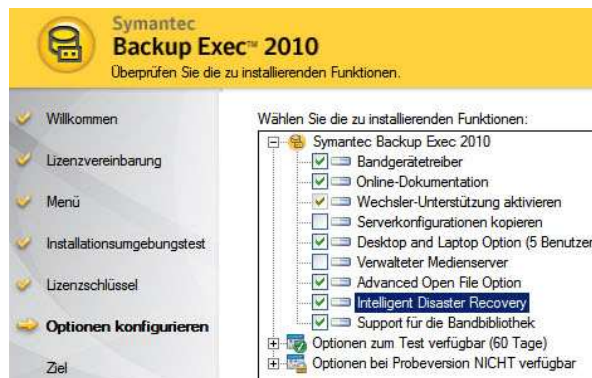 Symantec
Backup Exec™ 2010
Überprüfen Sie die zu installierenden Funktionen.
Willkommen
Lizenzvereinbarung
Menü
Installationsumgebungstest
Lizenzschlüssel
Optionen konfigurieren
Ziel
Wählen Sie die zu installierenden Funktionen:
Symantec Backup Exec 2010
Bandgerätetreiber
Online-Dokumentation
Wechsler-Unterstützung aktivieren
Serverkonfigurationen kopieren
Desktop and Laptop Option (5 Benutzer
Verwalteter Medienserver
Advanced Open File Option
Intelligent Disaster Recovery
Support für die Bandbibliothek
Optionen zum Test verfügbar (60 Tage)
Optionen bei Probeversion NICHT verfügbar